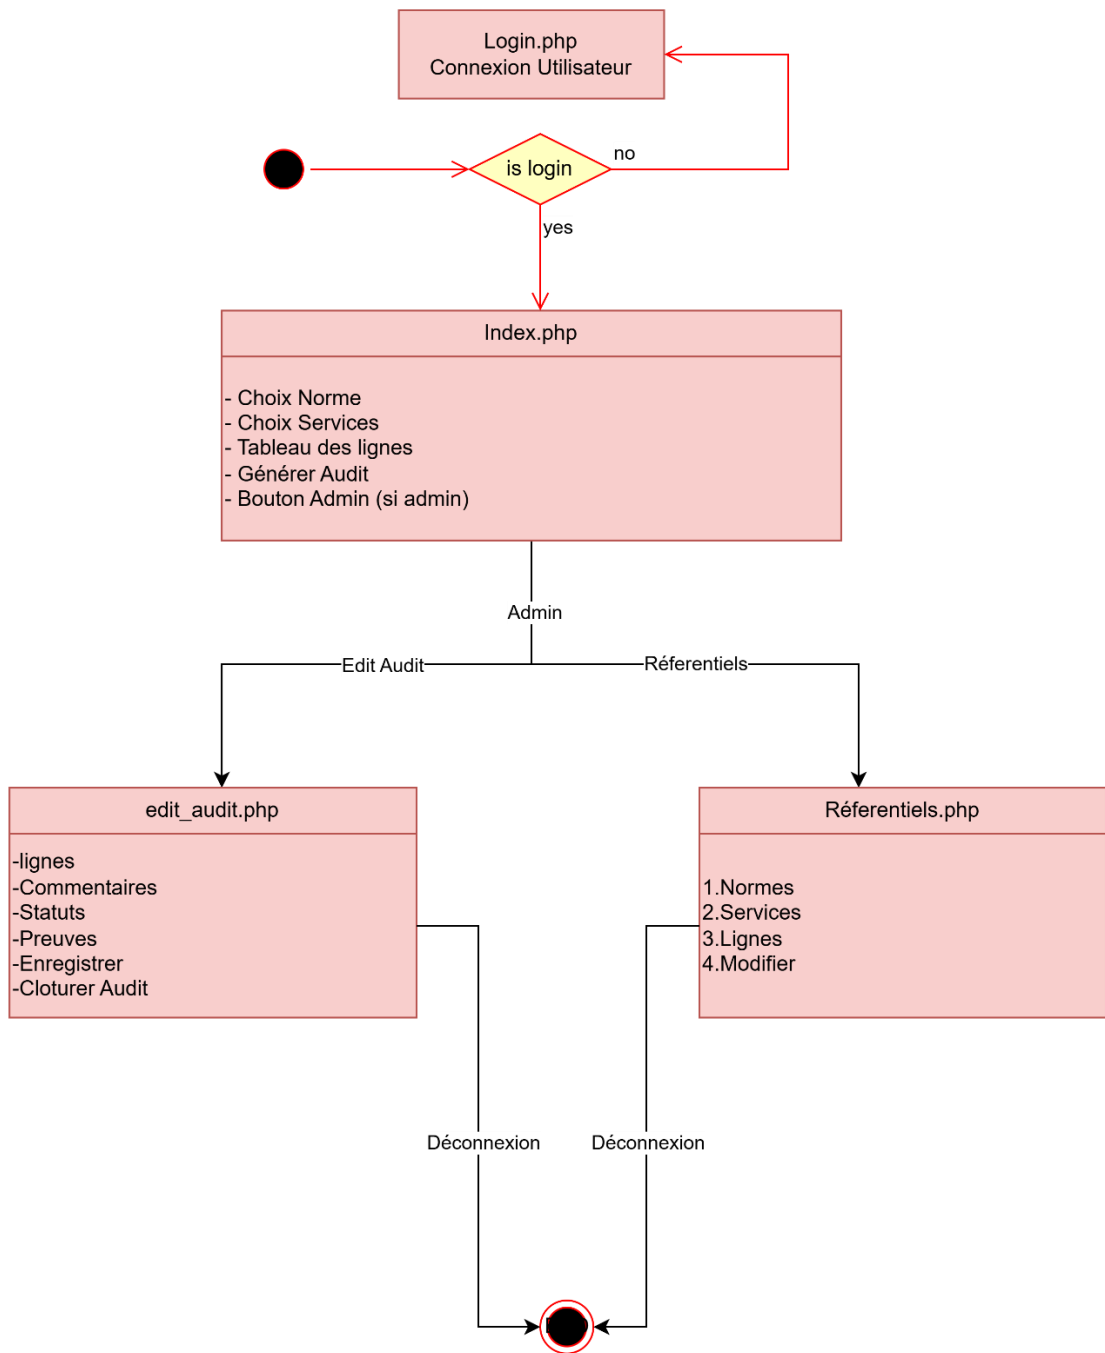 Login.php
Connexion Utilisateur
is login
no
yes
Index.php
- Choix Norme
- Choix Services
- Tableau des lignes
- Générer Audit
- Bouton Admin (si admin)
Admin
Edit Audit
Réferentiels
edit_audit.php
-lignes
-Commentaires
-Statuts
-Preuves
-Enregistrer
-Cloturer Audit
Réferentiels.php
1.Normes
2.Services
3.Lignes
4.Modifier
Déconnexion
Déconnexion